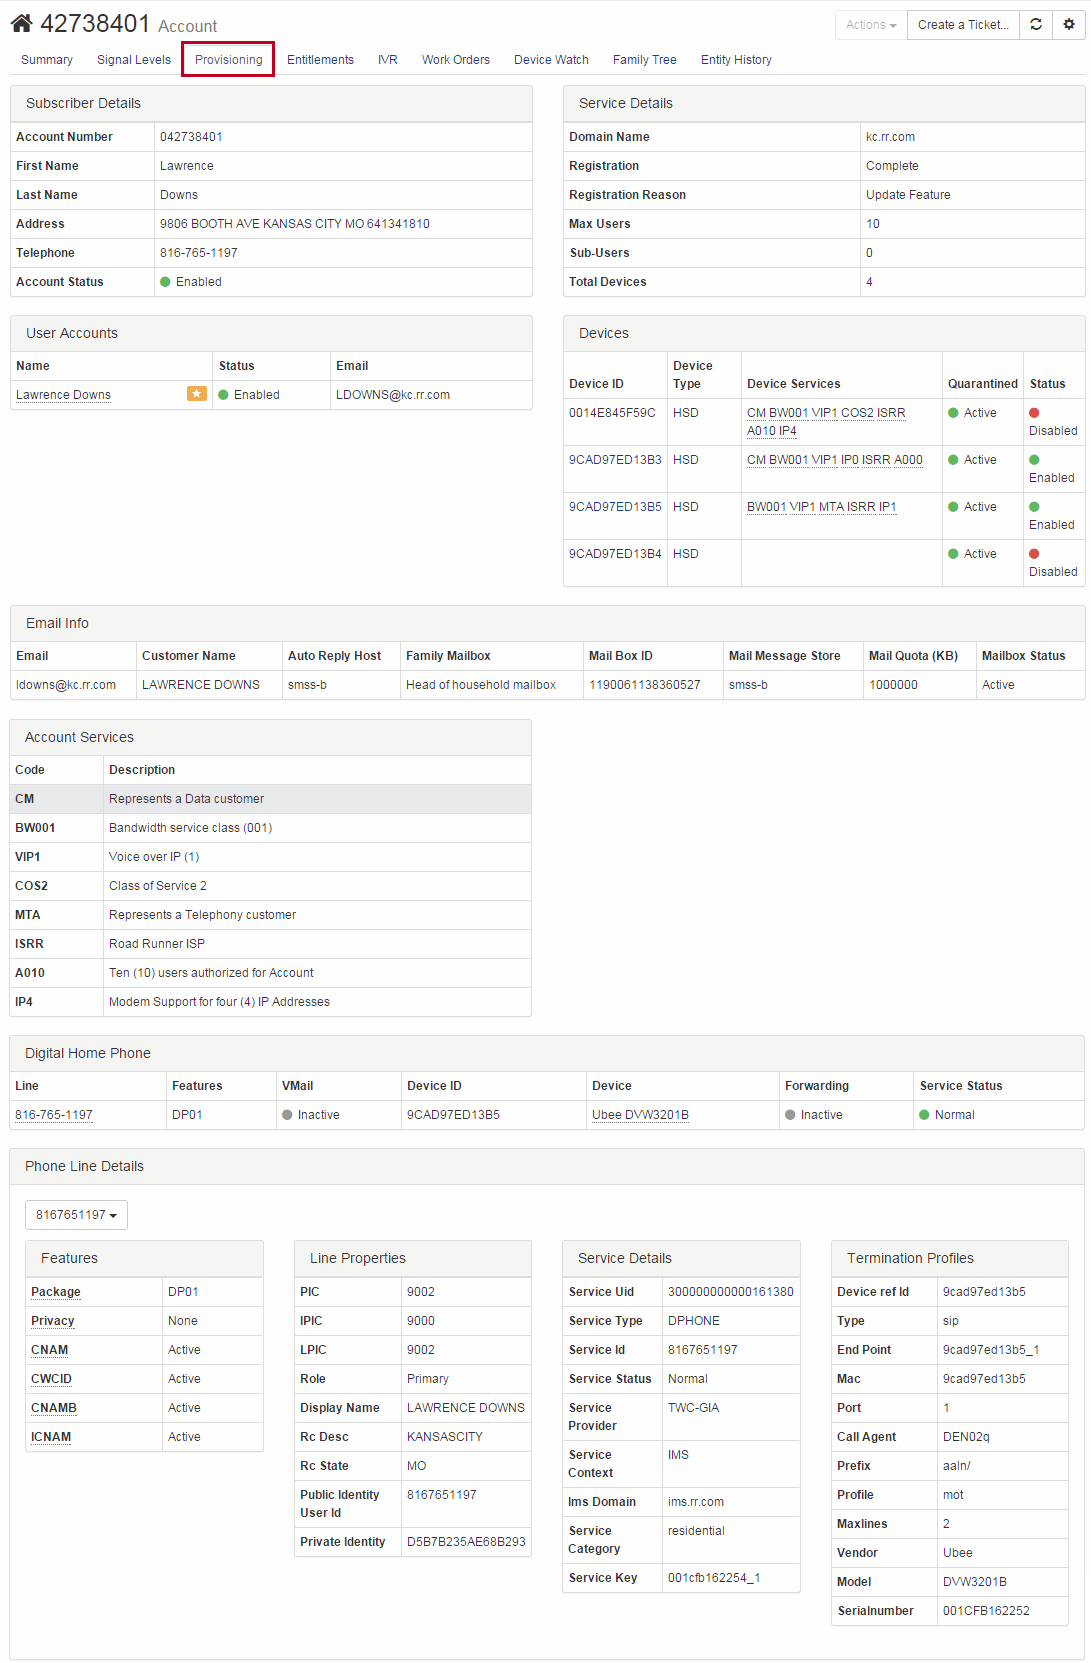 42738401 Account
Actions
Create a Ticket...
Summary Signal Levels Provisioning Entitlements IVR Work Orders Device Watch Family Tree Entity History
Subscriber Details
Account Number 042738401
First Name Lawrence
Last Name Downs
Address 9806 BOOTH AVE KANSAS CITY MO 641341810
Telephone 816-765-1197
Account Status Enabled
Service Details
Domain Name kc.rr.com
Registration Complete
Registration Reason Update Feature
Max Users 10
Sub-Users 0
Total Devices 4
User Accounts
Name Status Email
Lawrence Downs Enabled LDOWNS@kc.rr.com
Devices
Device ID Device Type Device Services Quarantined Status
0014E845F59C HSD CM BW001 VIP1 COS2 ISRR A010 IP4 Active Disabled
9CAD97ED13B3 HSD CM BW001 VIP1 IP0 ISRR A000 Active Enabled
9CAD97ED13B5 HSD BW001 VIP1 MTA ISRR IP1 Active Enabled
9CAD97ED13B4 HSD Active Disabled
Email Info
Email Customer Name Auto Reply Host Family Mailbox Mail Box ID Mail Message Store Mail Quota (KB) Mailbox Status
ldowns@kc.rr.com LAWRENCE DOWNS smss-b Head of household mailbox 1190061138360527 smss-b 1000000 Active
Account Services
Code Description
CM Represents a Data customer
BW001 Bandwidth service class (001)
VIP1 Voice over IP (1)
COS2 Class of Service 2
MTA Represents a Telephony customer
ISRR Road Runner ISP
A010 Ten (10) users authorized for Account
IP4 Modem Support for four (4) IP Addresses
Digital Home Phone
Line Features VMail Device ID Device Forwarding Service Status
816-765-1197 DP01 Inactive 9CAD97ED13B5 Ubee DVW3201B Inactive Normal
Phone Line Details
8167651197
Features
Package DP01
Privacy None
CNAM Active
CWCID Active
CNAMB Active
ICNAM Active
Line Properties
PIC 9002
IPIC 9000
LPIC 9002
Role Primary
Display Name LAWRENCE DOWNS
Rc Desc KANSASCITY
Rc State MO
Public Identity User Id 8167651197
Private Identity D5B7B235AE68B293
Service Details
Service Uid 300000000000161380
Service Type DPHONE
Service Id 8167651197
Service Status Normal
Service Provider TWC-GIA
Service Context IMS
Ims Domain ims.rr.com
Service Category residential
Service Key 001cfb162254_1
Termination Profiles
Device ref Id 9cad97ed13b5
Type sip
End Point 9cad97ed13b5_1
Mac 9cad97ed13b5
Port 1
Call Agent DEN02q
Prefix aaln/
Profile mot
Maxlines 2
Vendor Ubee
Model DVW3201B
Serialnumber 001CFB162252